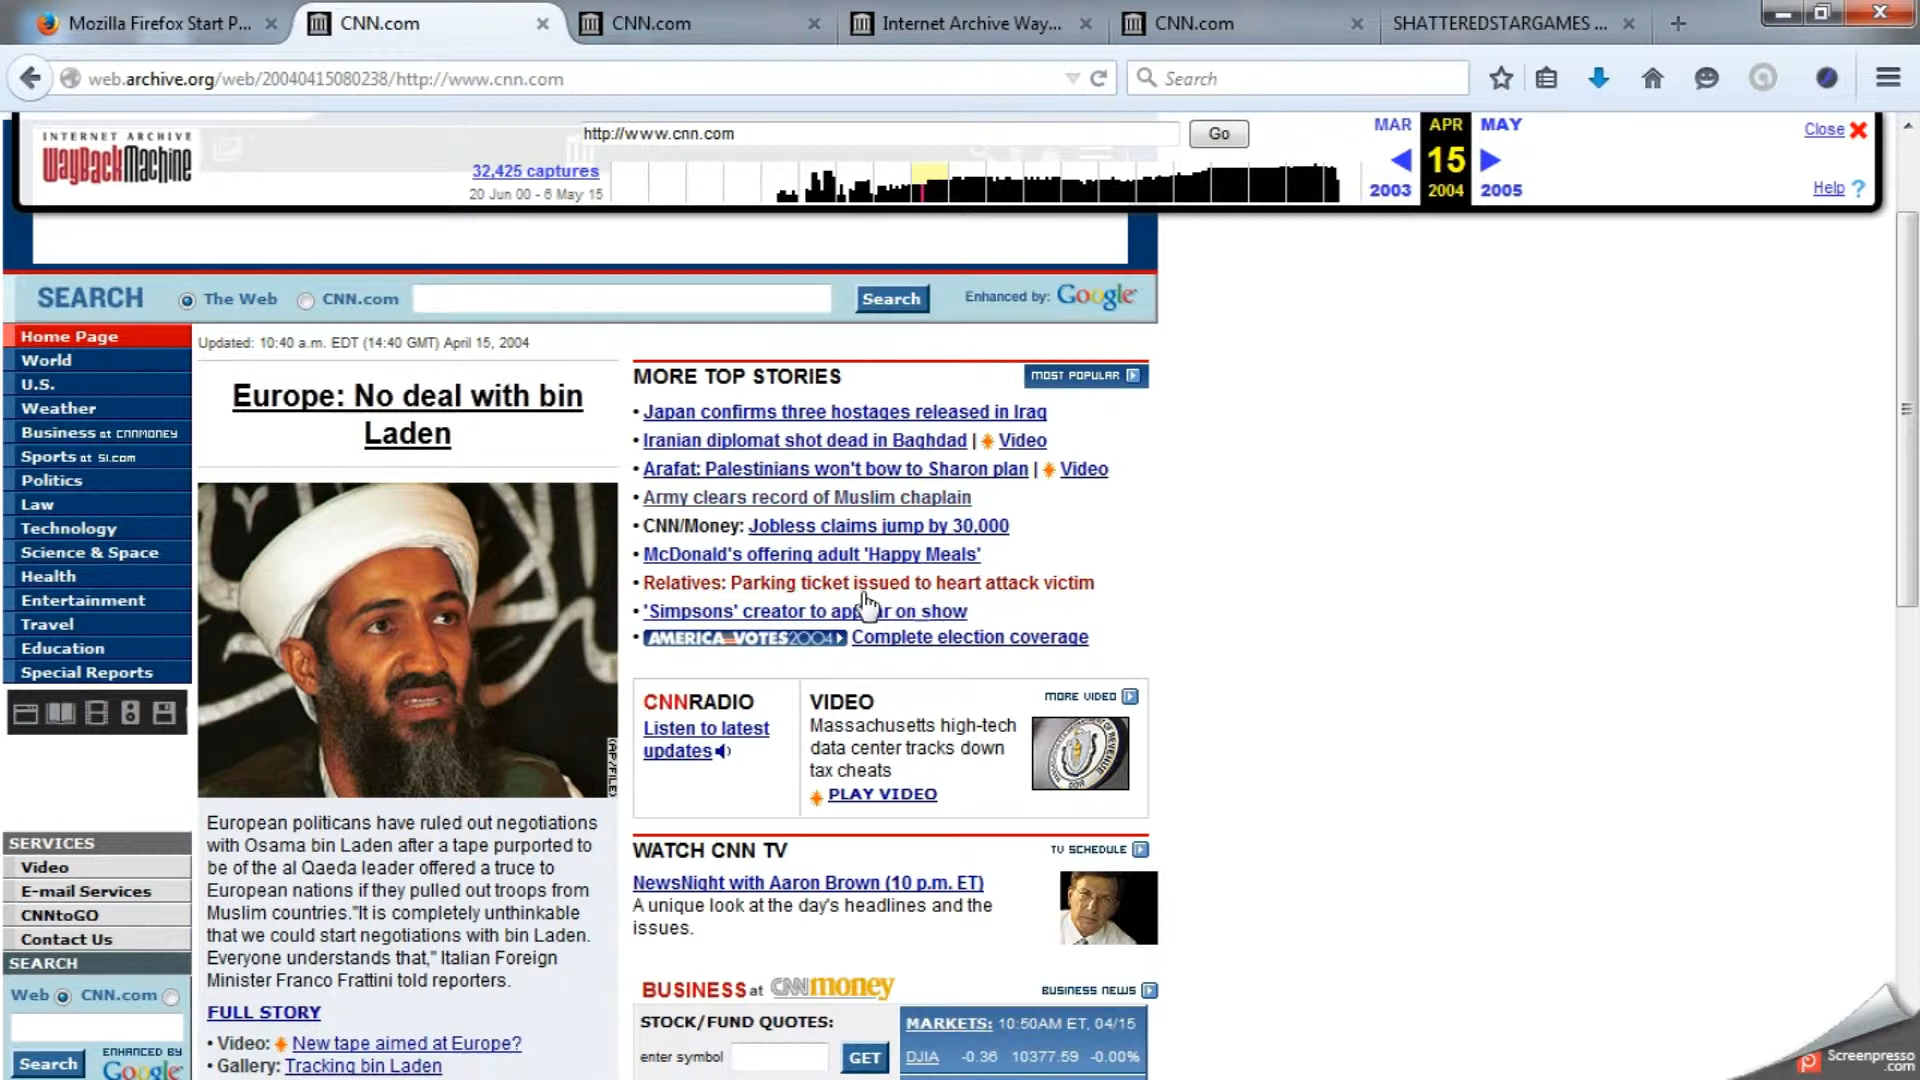 Mozilla Firefox Start P...
CNN.com
CNN.com
Internet Archive Way...
CNN.com
SHATTEREDSTARGAMES ...
web.archive.org/web/20040415080238/http://www.cnn.com
Search
INTERNET ARCHIVE
WayBackMachine
http://www.cnn.com
Go
32,425 captures
20 Jun 00 - 6 May 15
MAR APR MAY
15
2003 2004 2005
Close
Help ?
SEARCH The Web CNN.com Search Enhanced by: Google
Home Page
World
U.S.
Weather
Business at CNNMONEY
Sports at SI.com
Politics
Law
Technology
Science & Space
Health
Entertainment
Travel
Education
Special Reports
SERVICES
Video
E-mail Services
CNNtoGO
Contact Us
SEARCH
Web CNN.com
Search
ENHANCED BY
Google
Updated: 10:40 a.m. EDT (14:40 GMT) April 15, 2004
Europe: No deal with bin
Laden
(AP/FILE)
European politicans have ruled out negotiations
with Osama bin Laden after a tape purported to
be of the al Qaeda leader offered a truce to
European nations if they pulled out troops from
Muslim countries."It is completely unthinkable
that we could start negotiations with bin Laden.
Everyone understands that," Italian Foreign
Minister Franco Frattini told reporters.
FULL STORY
• Video: New tape aimed at Europe?
• Gallery: Tracking bin Laden
MORE TOP STORIES
MOST POPULAR
• Japan confirms three hostages released in Iraq
• Iranian diplomat shot dead in Baghdad | Video
• Arafat: Palestinians won't bow to Sharon plan | Video
• Army clears record of Muslim chaplain
• CNN/Money: Jobless claims jump by 30,000
• McDonald's offering adult 'Happy Meals'
• Relatives: Parking ticket issued to heart attack victim
• 'Simpsons' creator to appear on show
• AMERICA VOTES2004 Complete election coverage
CNNRADIO
Listen to latest
updates
VIDEO
MORE VIDEO
Massachusetts high-tech
data center tracks down
tax cheats
PLAY VIDEO
WATCH CNN TV
TV SCHEDULE
NewsNight with Aaron Brown (10 p.m. ET)
A unique look at the day's headlines and the
issues.
BUSINESS at CNNmoney
BUSINESS NEWS
STOCK/FUND QUOTES:
enter symbol GET
MARKETS: 10:50AM ET, 04/15
DJIA -0.36 10377.59 -0.00%
Screenpresso
.com